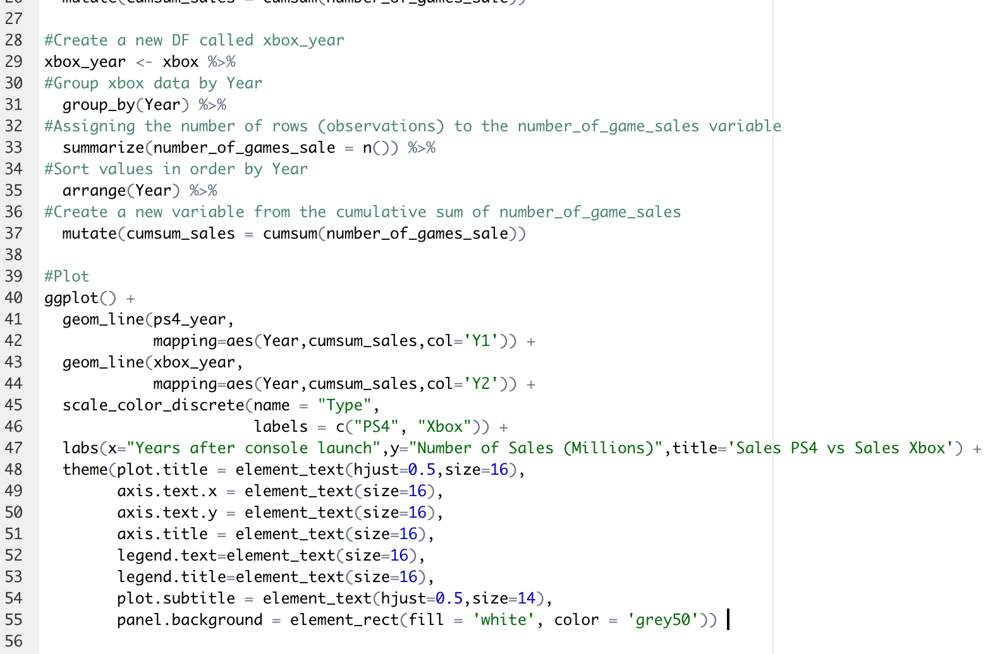 26 mutate(cumsum_sales = cumsum(number_of_games_sale))
27
28 #Create a new DF called xbox_year
29 xbox_year <- xbox %>%
30 #Group xbox data by Year
31   group_by(Year) %>%
32 #Assigning the number of rows (observations) to the number_of_game_sales variable
33   summarize(number_of_games_sale = n()) %>%
34 #Sort values in order by Year
35   arrange(Year) %>%
36 #Create a new variable from the cumulative sum of number_of_game_sales
37   mutate(cumsum_sales = cumsum(number_of_games_sale))
38
39 #Plot
40 ggplot() +
41   geom_line(ps4_year,
42             mapping=aes(Year,cumsum_sales,col='Y1')) +
43   geom_line(xbox_year,
44             mapping=aes(Year,cumsum_sales,col='Y2')) +
45   scale_color_discrete(name = "Type",
46                        labels = c("PS4", "Xbox")) +
47   labs(x="Years after console launch",y="Number of Sales (Millions)",title='Sales PS4 vs Sales Xbox') +
48   theme(plot.title = element_text(hjust=0.5,size=16),
49         axis.text.x = element_text(size=16),
50         axis.text.y = element_text(size=16),
51         axis.title = element_text(size=16),
52         legend.text=element_text(size=16),
53         legend.title=element_text(size=16),
54         plot.subtitle = element_text(hjust=0.5,size=14),
55         panel.background = element_rect(fill = 'white', color = 'grey50'))
56